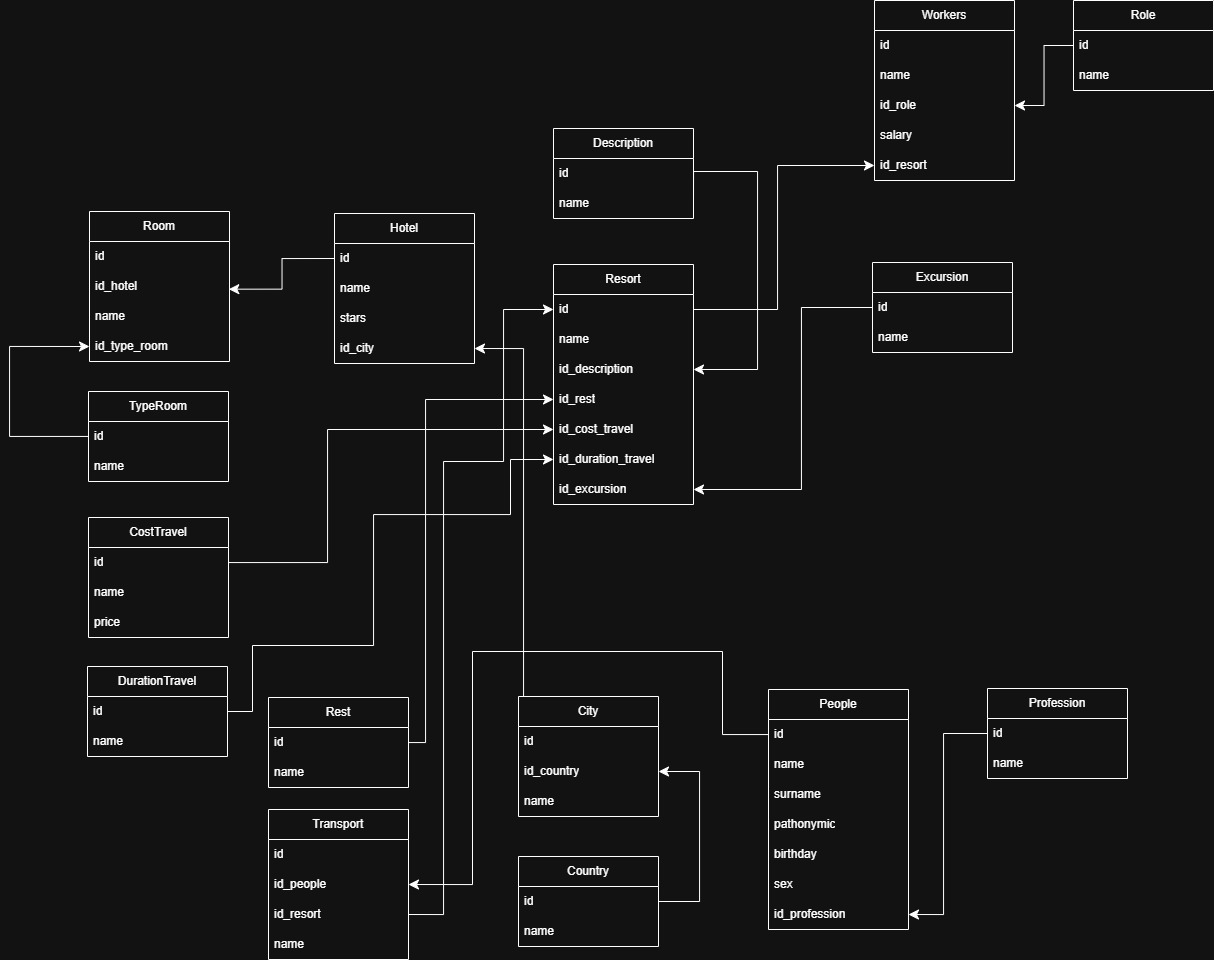 Workers
id
name
id_role
salary
id_resort
Role
id
name
Description
id
name
Room
id
id_hotel
name
id_type_room
Hotel
id
name
stars
id_city
Resort
id
name
id_description
id_rest
id_cost_travel
id_duration_travel
id_excursion
Excursion
id
name
TypeRoom
id
name
CostTravel
id
name
price
DurationTravel
id
name
Rest
id
name
City
id
id_country
name
People
id
name
surname
pathonymic
birthday
sex
id_profession
Profession
id
name
Transport
id
id_people
id_resort
name
Country
id
name